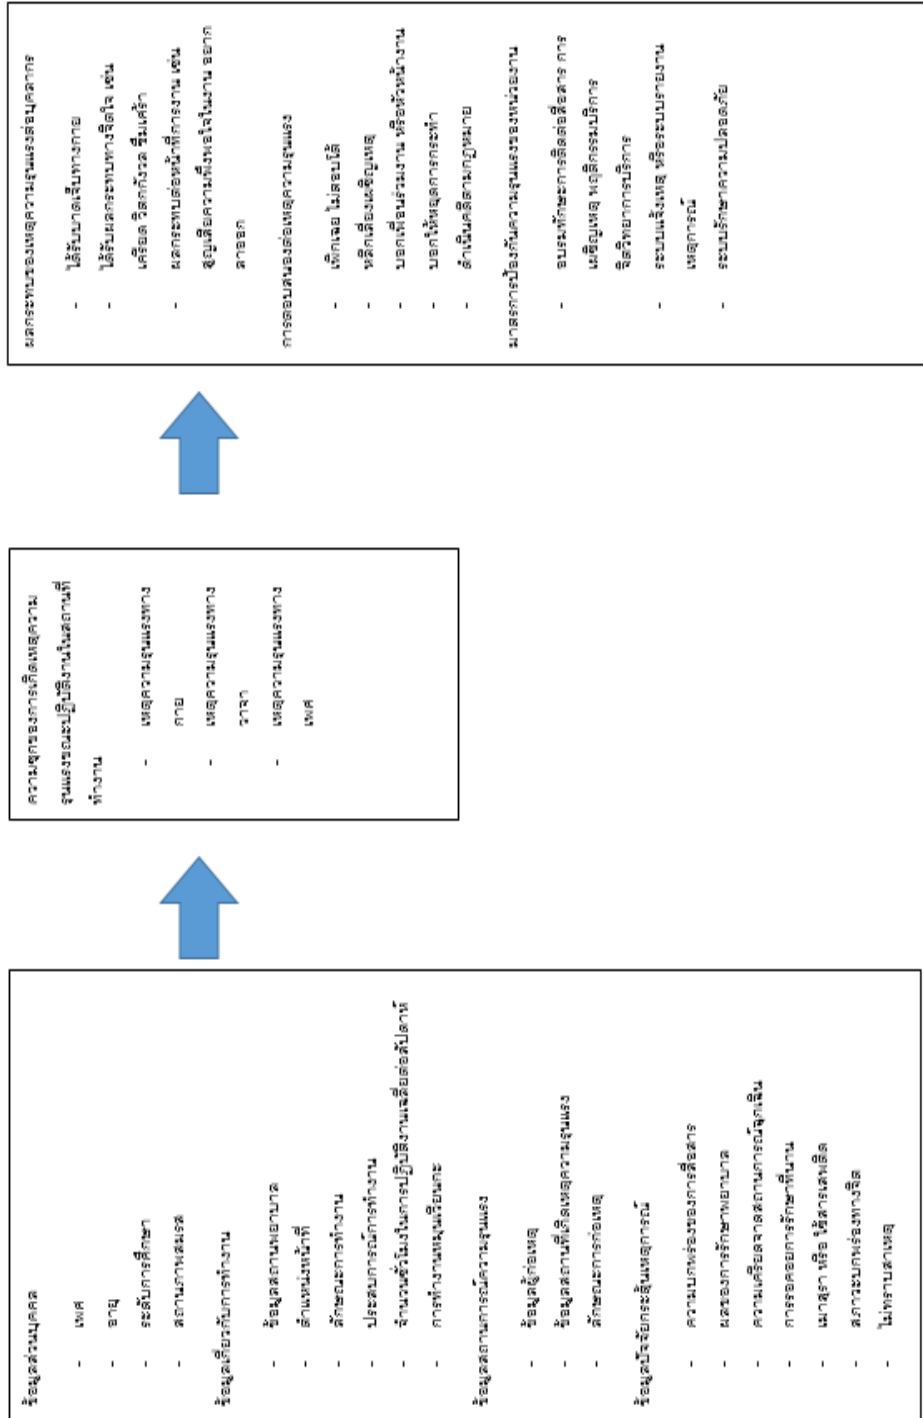 ข้อมูลส่วนบุคคล
- เพศ
- อายุ
- ระดับการศึกษา
- สถานภาพสมรส
ข้อมูลเกี่ยวกับการทำงาน
- ข้อมูลสถานพยาบาล
- ตำแหน่งหน้าที่
- ลักษณะการทำงาน
- ประสบการณ์การทำงาน
- จำนวนชั่วโมงในการปฏิบัติงานเฉลี่ยต่อสัปดาห์
- การทำงานหมุนเวียนกะ
ข้อมูลสถานการณ์ความรุนแรง
- ข้อมูลผู้ก่อเหตุ
- ข้อมูลสถานที่เกิดเหตุความรุนแรง
- ลักษณะการก่อเหตุ
ข้อมูลปัจจัยกระตุ้นเหตุการณ์
- ความบกพร่องของการสื่อสาร
- ผลของการรักษาพยาบาล
- ความเครียดจากสถานการณ์ฉุกเฉิน
- การรอคอยการรักษาที่นาน
- เมาสุรา หรือ ใช้สารเสพติด
- สภาวะบกพร่องทางจิต
- ไม่ทราบสาเหตุ
ความชุกของการเกิดเหตุความ
รุนแรงขณะปฏิบัติงานในสถานที่
ทำงาน
- เหตุความรุนแรงทาง
กาย
- เหตุความรุนแรงทาง
วาจา
- เหตุความรุนแรงทาง
เพศ
ผลกระทบของเหตุความรุนแรงต่อบุคลากร
- ได้รับบาดเจ็บทางกาย
- ได้รับผลกระทบทางจิตใจ เช่น
เครียด วิตกกังวล ซึมเศร้า
- ผลกระทบต่อหน้าที่การงาน เช่น
สูญเสียความพึงพอใจในงาน อยาก
ลาออก
การตอบสนองต่อเหตุความรุนแรง
- เพิกเฉย ไม่ตอบโต้
- หลีกเลี่ยงเผชิญเหตุ
- บอกเพื่อนร่วมงาน หรือหัวหน้างาน
- บอกให้หยุดการกระทำ
- ดำเนินคดีตามกฎหมาย
มาตรการป้องกันความรุนแรงของหน่วยงาน
- อบรมทักษะการติดต่อสื่อสาร การ
เผชิญเหตุ พฤติกรรมบริการ
จิตวิทยาการบริการ
- ระบบแจ้งเหตุ หรือระบบรายงาน
เหตุการณ์
- ระบบรักษาความปลอดภัย